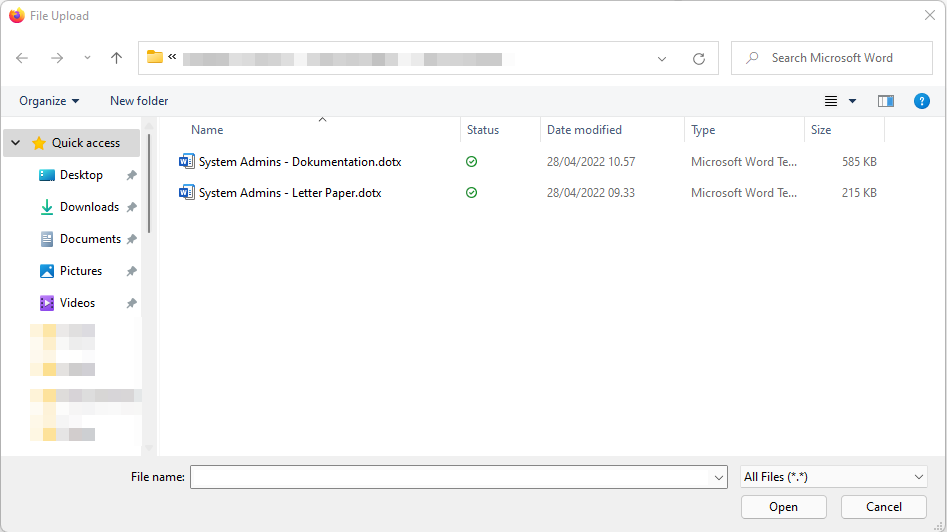 File Upload
«
Search Microsoft Word
Organize New folder
?
Name Status Date modified Type Size
Quick access
W System Admins - Dokumentation.dotx 28/04/2022 10.57 Microsoft Word Te... 585 KB
Desktop
W System Admins - Letter Paper.dotx 28/04/2022 09.33 Microsoft Word Te... 215 KB
Downloads
Documents
Pictures
Videos
File name: All Files (*.*)
Open Cancel